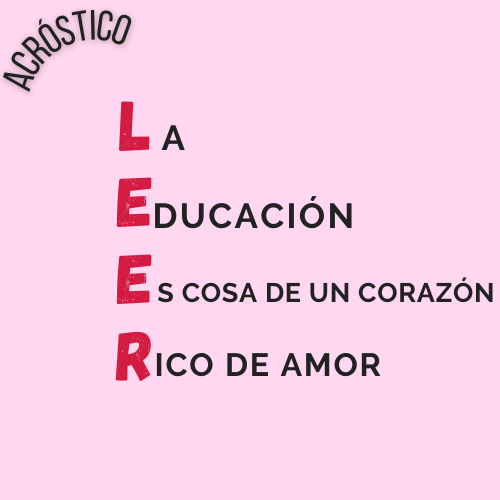 ACRÓSTICO
LA
EDUCACIÓN
ES COSA DE UN CORAZÓN
RICO DE AMOR